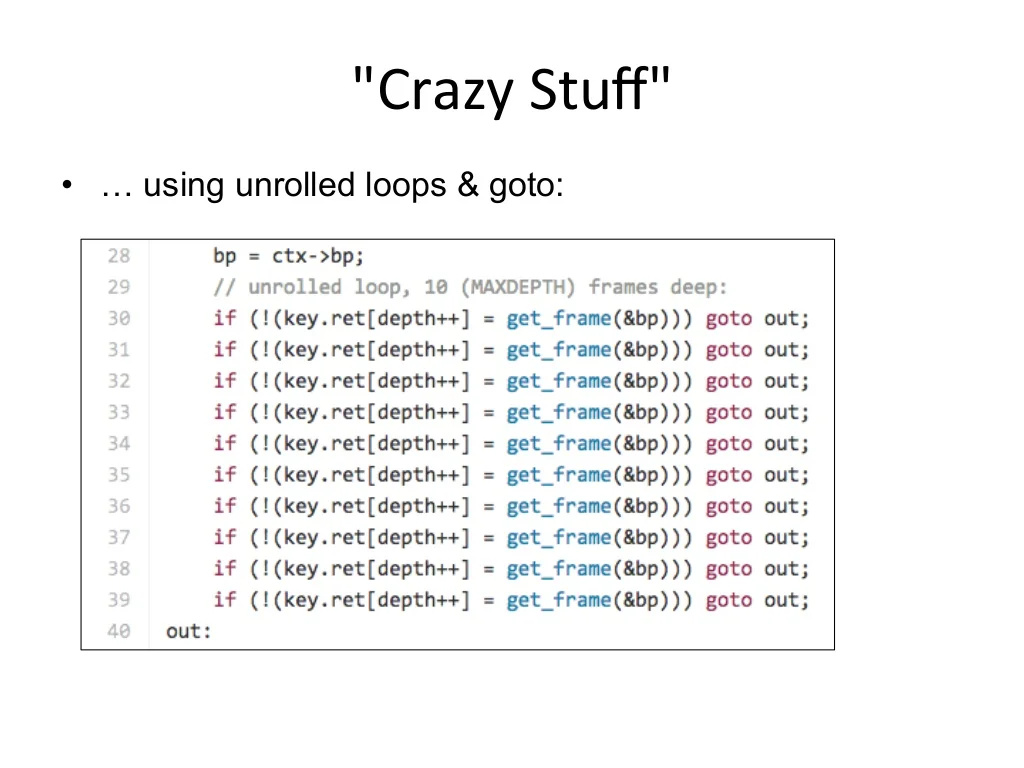 "Crazy Stuff"
• … using unrolled loops & goto:
28 bp = ctx->bp;
29 // unrolled loop, 10 (MAXDEPTH) frames deep:
30 if (!(key.ret[depth++] = get_frame(&bp))) goto out;
31 if (!(key.ret[depth++] = get_frame(&bp))) goto out;
32 if (!(key.ret[depth++] = get_frame(&bp))) goto out;
33 if (!(key.ret[depth++] = get_frame(&bp))) goto out;
34 if (!(key.ret[depth++] = get_frame(&bp))) goto out;
35 if (!(key.ret[depth++] = get_frame(&bp))) goto out;
36 if (!(key.ret[depth++] = get_frame(&bp))) goto out;
37 if (!(key.ret[depth++] = get_frame(&bp))) goto out;
38 if (!(key.ret[depth++] = get_frame(&bp))) goto out;
39 if (!(key.ret[depth++] = get_frame(&bp))) goto out;
40 out: